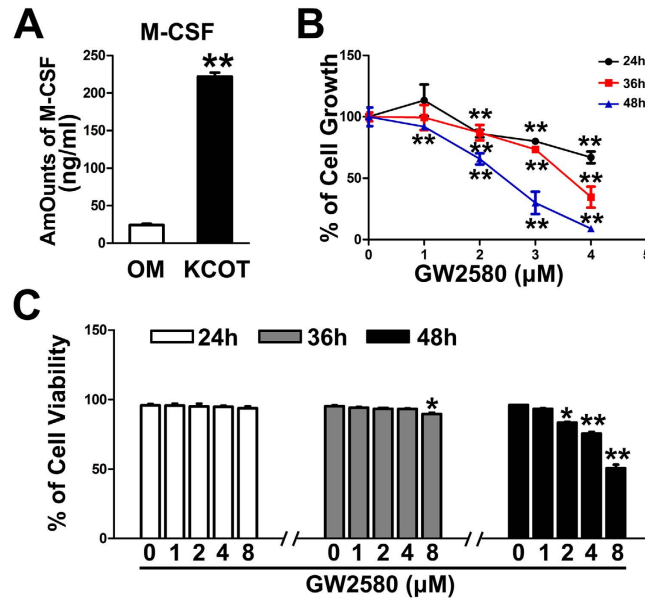 A
M-CSF
**
250
200
150
100
50
0
AmOunts of M-CSF
(ng/ml)
OM KCOT
B
150
100
50
0
% of Cell Growth
24h
36h
48h
** ** **
** ** **
** ** ** **
0 1 2 3 4 5
GW2580 (µM)
C
150
100
50
0
% of Cell Viability
24h 36h 48h
* * ** **
0 1 2 4 8 0 1 2 4 8 0 1 2 4 8
GW2580 (µM)